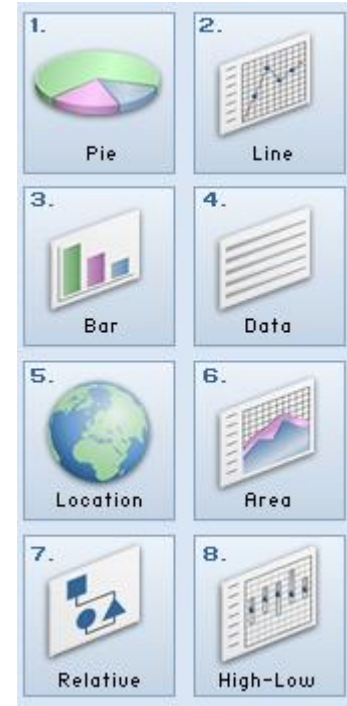 1.
2.
Pie
Line
3.
4.
Bar
Data
5.
6.
Location
Area
7.
8.
Relative
High-Low